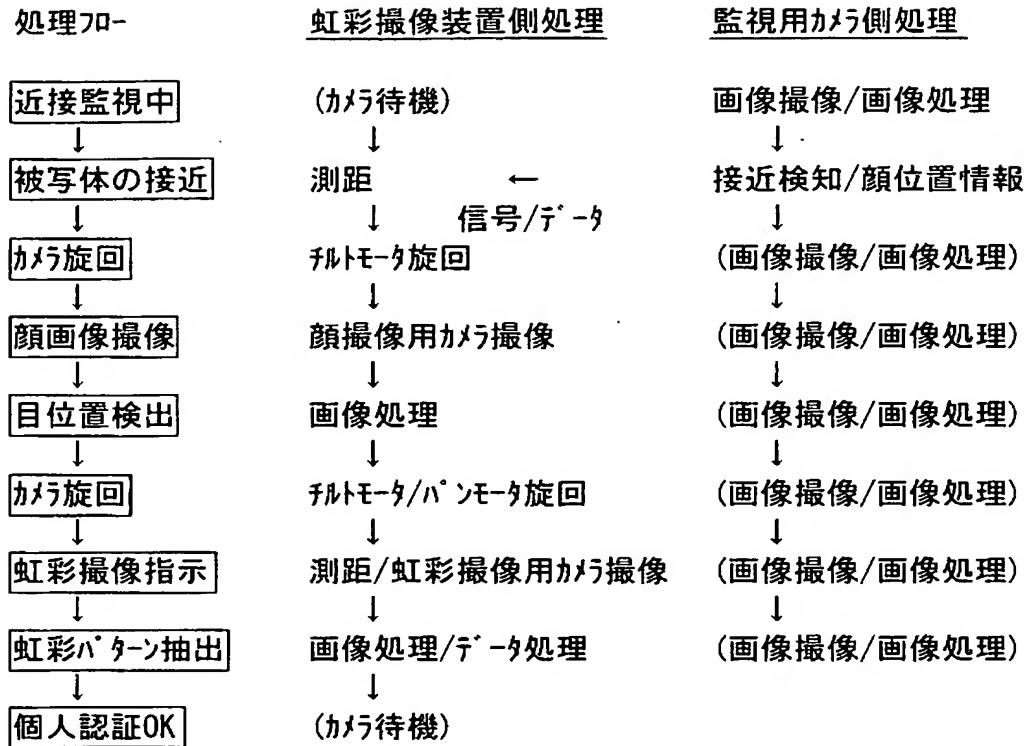 処理ﾌﾛｰ 虹彩撮像装置側処理 監視用ｶﾒﾗ側処理
近接監視中 (ｶﾒﾗ待機) 画像撮像/画像処理
↓ ↓ ↓
被写体の接近 測距 ← 接近検知/顔位置情報
↓ ↓ 信号/ﾃﾞｰﾀ ↓
ｶﾒﾗ旋回 ﾁﾙﾄﾓｰﾀ旋回 (画像撮像/画像処理)
↓ ↓ ↓
顔画像撮像 顔撮像用ｶﾒﾗ撮像 (画像撮像/画像処理)
↓ ↓ ↓
目位置検出 画像処理 (画像撮像/画像処理)
↓ ↓ ↓
ｶﾒﾗ旋回 ﾁﾙﾄﾓｰﾀ/ﾊﾟﾝﾓｰﾀ旋回 (画像撮像/画像処理)
↓ ↓ ↓
虹彩撮像指示 測距/虹彩撮像用ｶﾒﾗ撮像 (画像撮像/画像処理)
↓ ↓ ↓
虹彩ﾊﾟﾀｰﾝ抽出 画像処理/ﾃﾞｰﾀ処理 (画像撮像/画像処理)
↓ ↓
個人認証OK (ｶﾒﾗ待機)